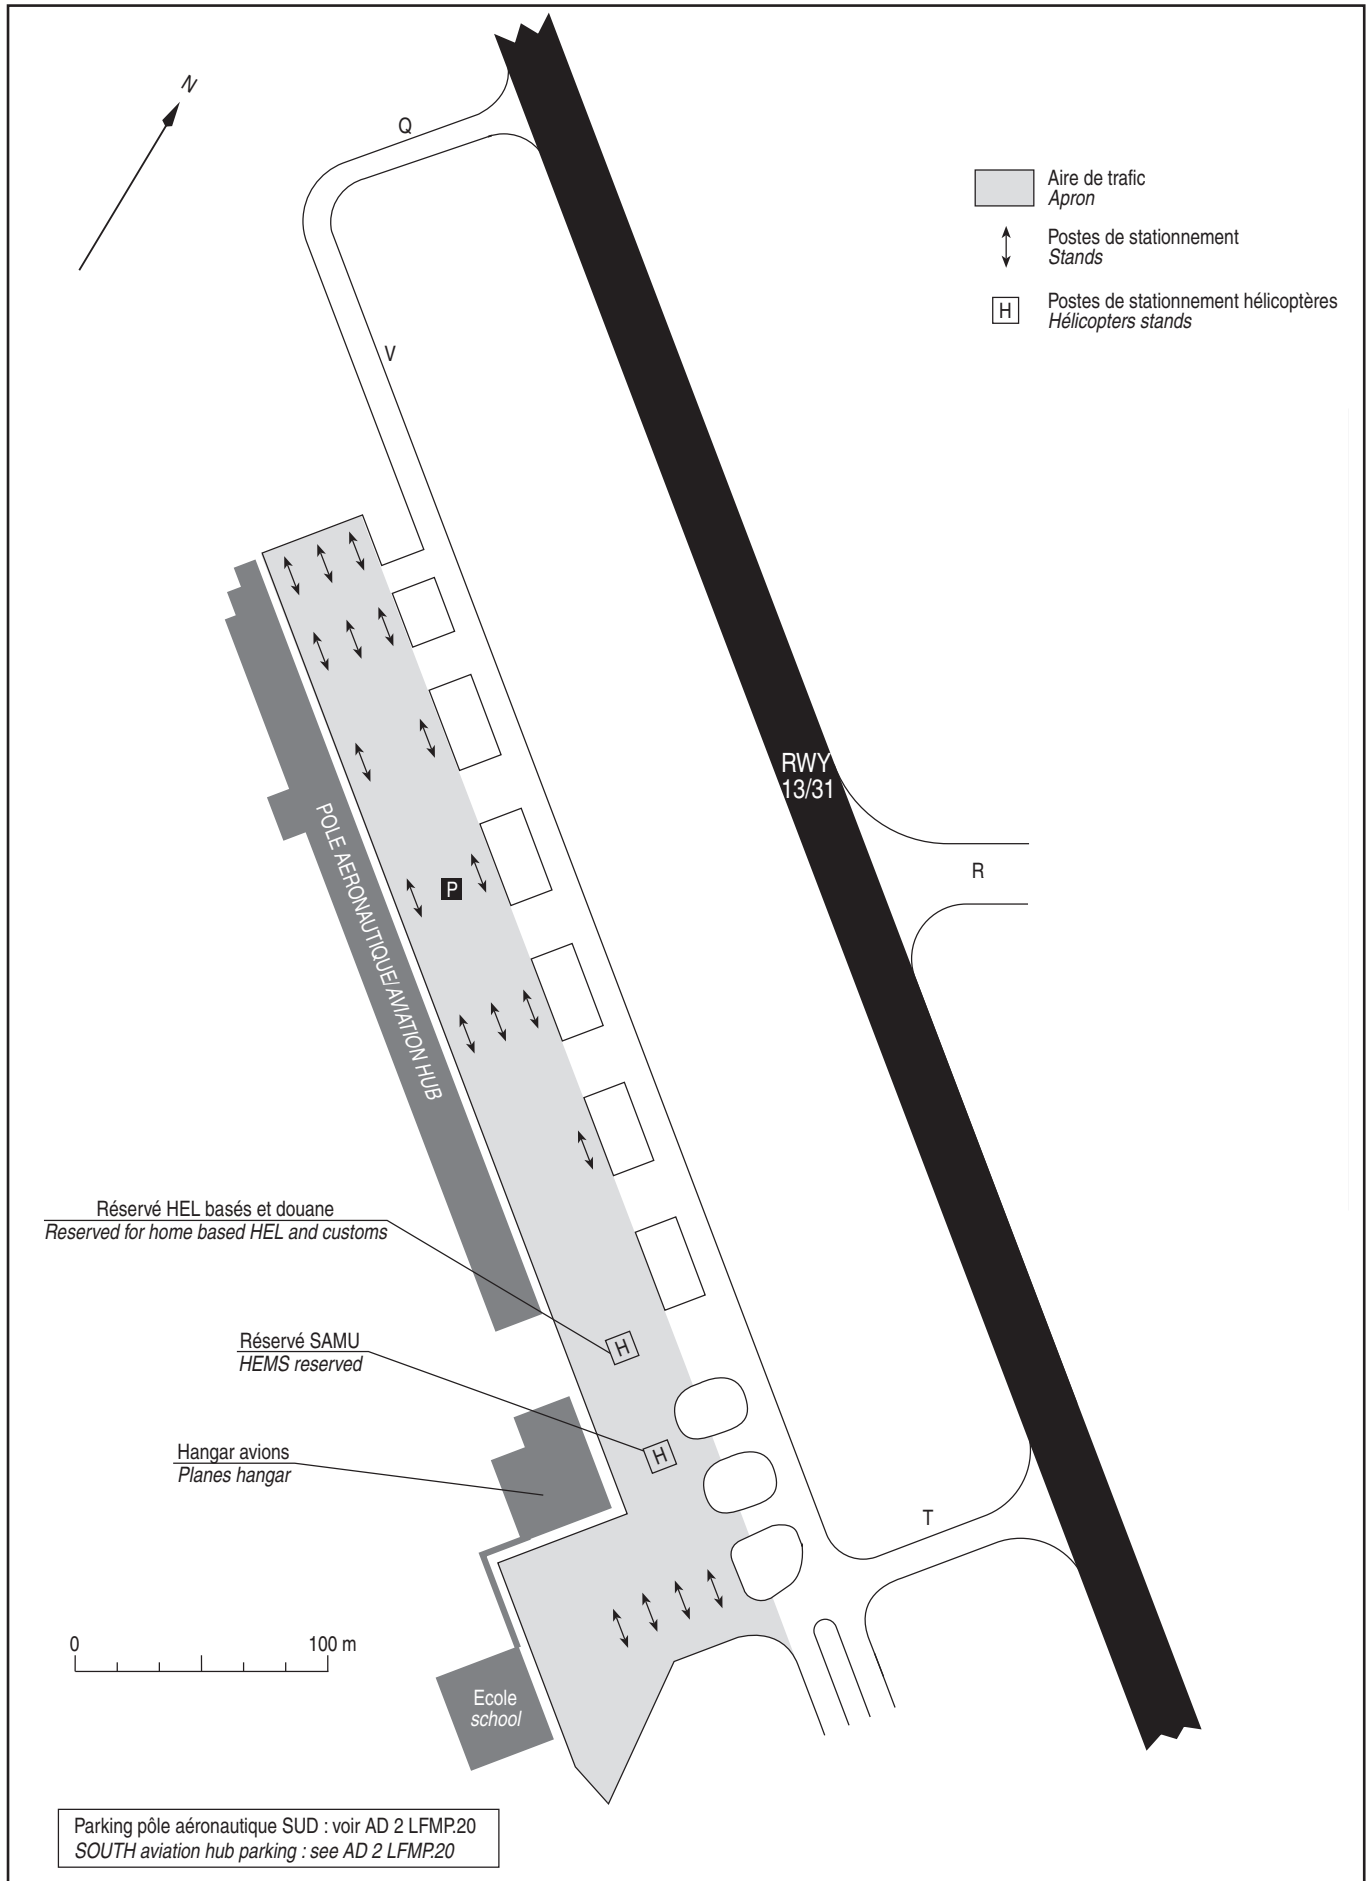 N
Q
Aire de trafic
Apron
Postes de stationnement
Stands
H
Postes de stationnement hélicoptères
Hélicopters stands
V
RWY
13/31
R
P
POLE AERONAUTIQUE/AVIATION HUB
Réservé HEL basés et douane
Reserved for home based HEL and customs
H
Réservé SAMU
HEMS reserved
H
Hangar avions
Planes hangar
T
0 100 m
Ecole
school
Parking pôle aéronautique SUD : voir AD 2 LFMP.20
SOUTH aviation hub parking : see AD 2 LFMP.20